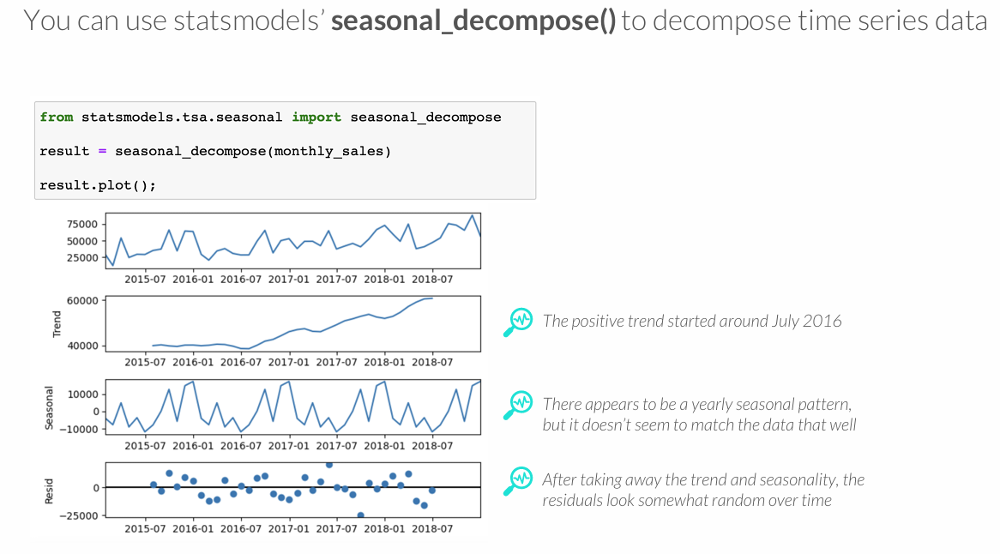 You can use statsmodels’ seasonal_decompose() to decompose time series data
from statsmodels.tsa.seasonal import seasonal_decompose
result = seasonal_decompose(monthly_sales)
result.plot();
75000
50000
25000
2015-07 2016-01 2016-07 2017-01 2017-07 2018-01 2018-07
60000
Trend
40000
2015-07 2016-01 2016-07 2017-01 2017-07 2018-01 2018-07
The positive trend started around July 2016
10000
Seasonal
0
−10000
2015-07 2016-01 2016-07 2017-01 2017-07 2018-01 2018-07
There appears to be a yearly seasonal pattern,
but it doesn’t seem to match the data that well
Resid
0
−25000
2015-07 2016-01 2016-07 2017-01 2017-07 2018-01 2018-07
After taking away the trend and seasonality, the
residuals look somewhat random over time